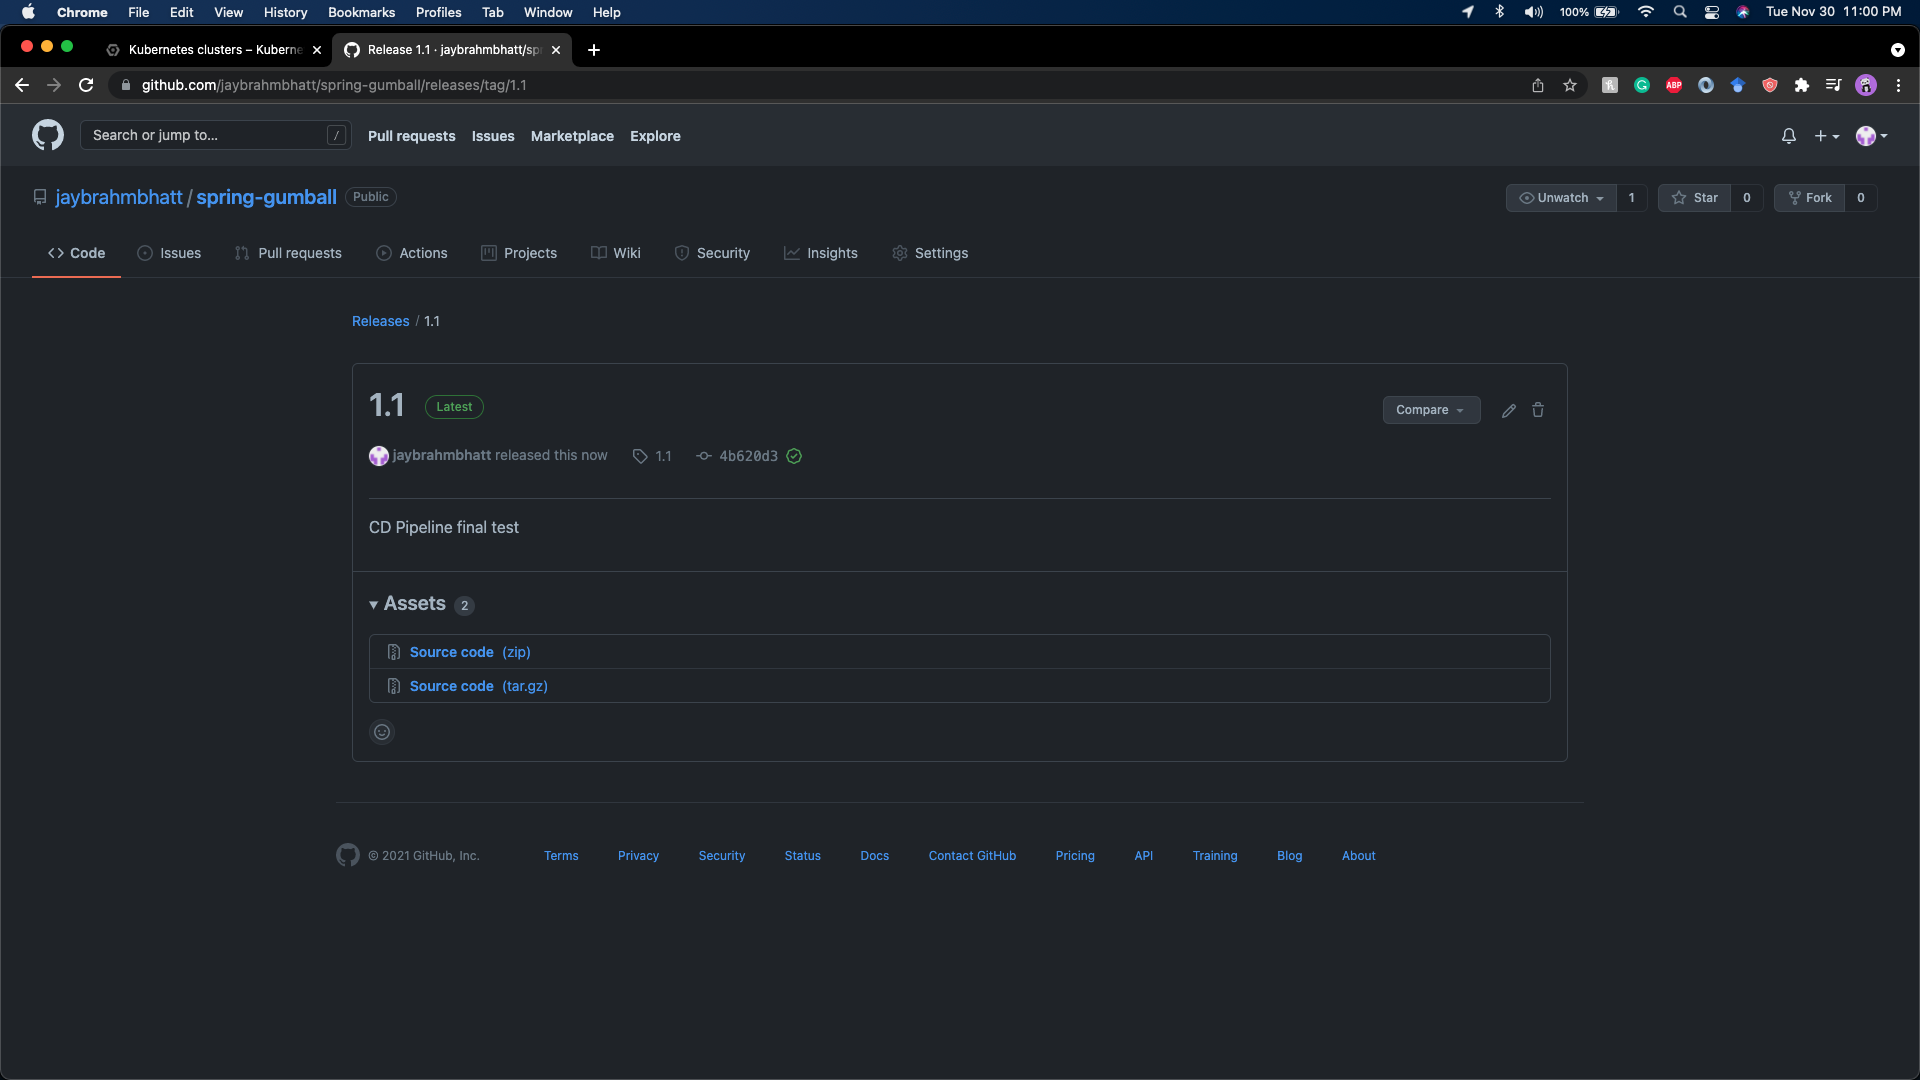 Chrome File Edit View History Bookmarks Profiles Tab Window Help 100% Tue Nov 30 11:00 PM
Kubernetes clusters – Kuberne Release 1.1 · jaybrahmbhatt/sp
github.com/jaybrahmbhatt/spring-gumball/releases/tag/1.1 ABP
Search or jump to... / Pull requests Issues Marketplace Explore
jaybrahmbhatt / spring-gumball Public Unwatch 1 Star 0 Fork 0
Code Issues Pull requests Actions Projects Wiki Security Insights Settings
Releases / 1.1
1.1 Latest Compare
jaybrahmbhatt released this now 1.1 4b620d3
CD Pipeline final test
Assets 2
Source code (zip)
Source code (tar.gz)
© 2021 GitHub, Inc. Terms Privacy Security Status Docs Contact GitHub Pricing API Training Blog About